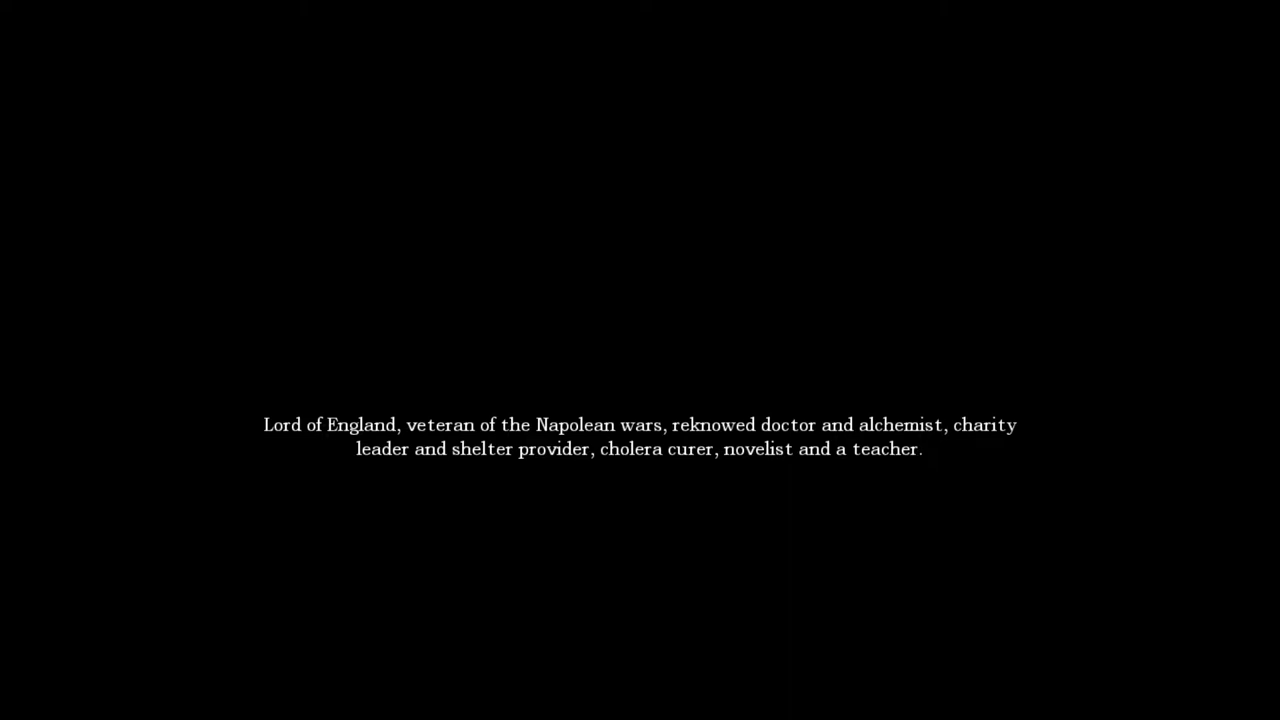 Lord of England, veteran of the Napolean wars, reknowed doctor and alchemist, charity
leader and shelter provider, cholera curer, novelist and a teacher.